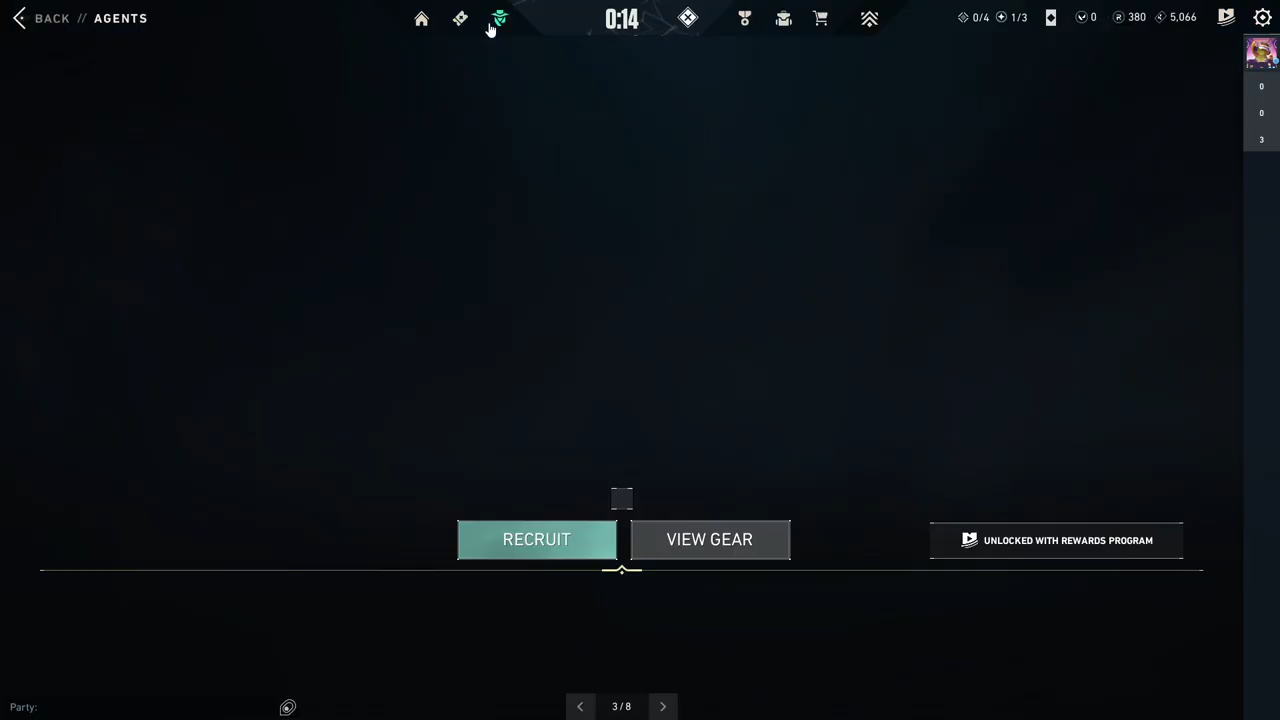 BACK // AGENTS
0:14
0/4
1/3
0
380
5,066
0
0
3
RECRUIT
VIEW GEAR
UNLOCKED WITH REWARDS PROGRAM
Party:
3 / 8